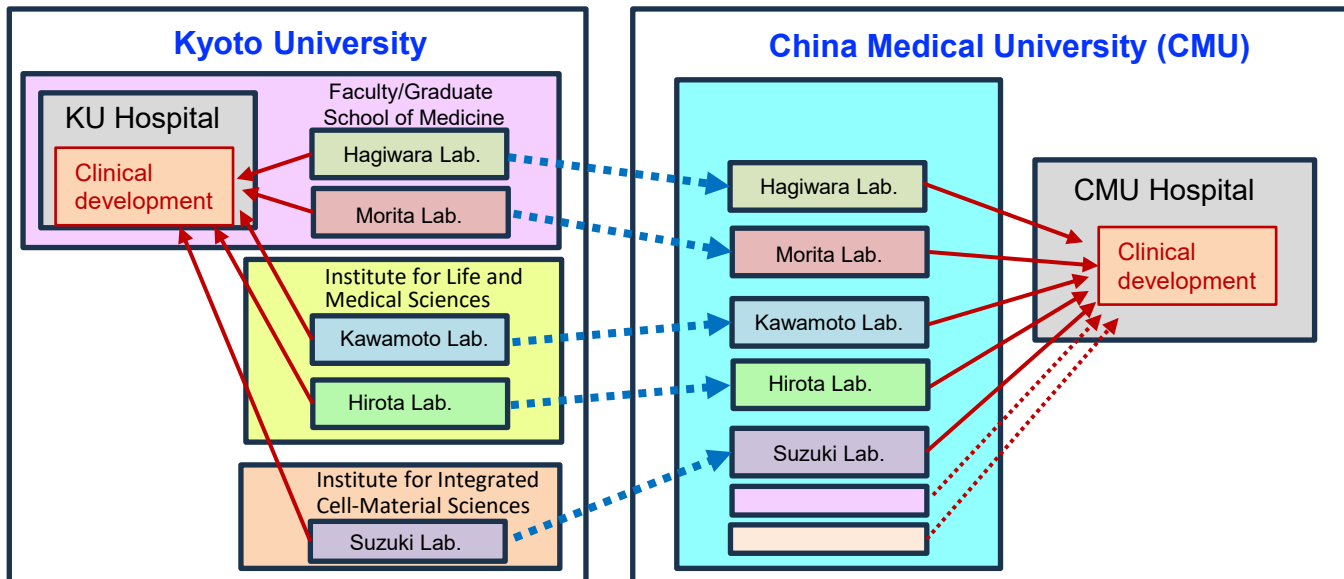 Kyoto University
Faculty/Graduate
School of Medicine
KU Hospital
Clinical
development
Hagiwara Lab.
Morita Lab.
Institute for Life and
Medical Sciences
Kawamoto Lab.
Hirota Lab.
Institute for Integrated
Cell-Material Sciences
Suzuki Lab.
China Medical University (CMU)
Hagiwara Lab.
Morita Lab.
Kawamoto Lab.
Hirota Lab.
Suzuki Lab.
CMU Hospital
Clinical
development